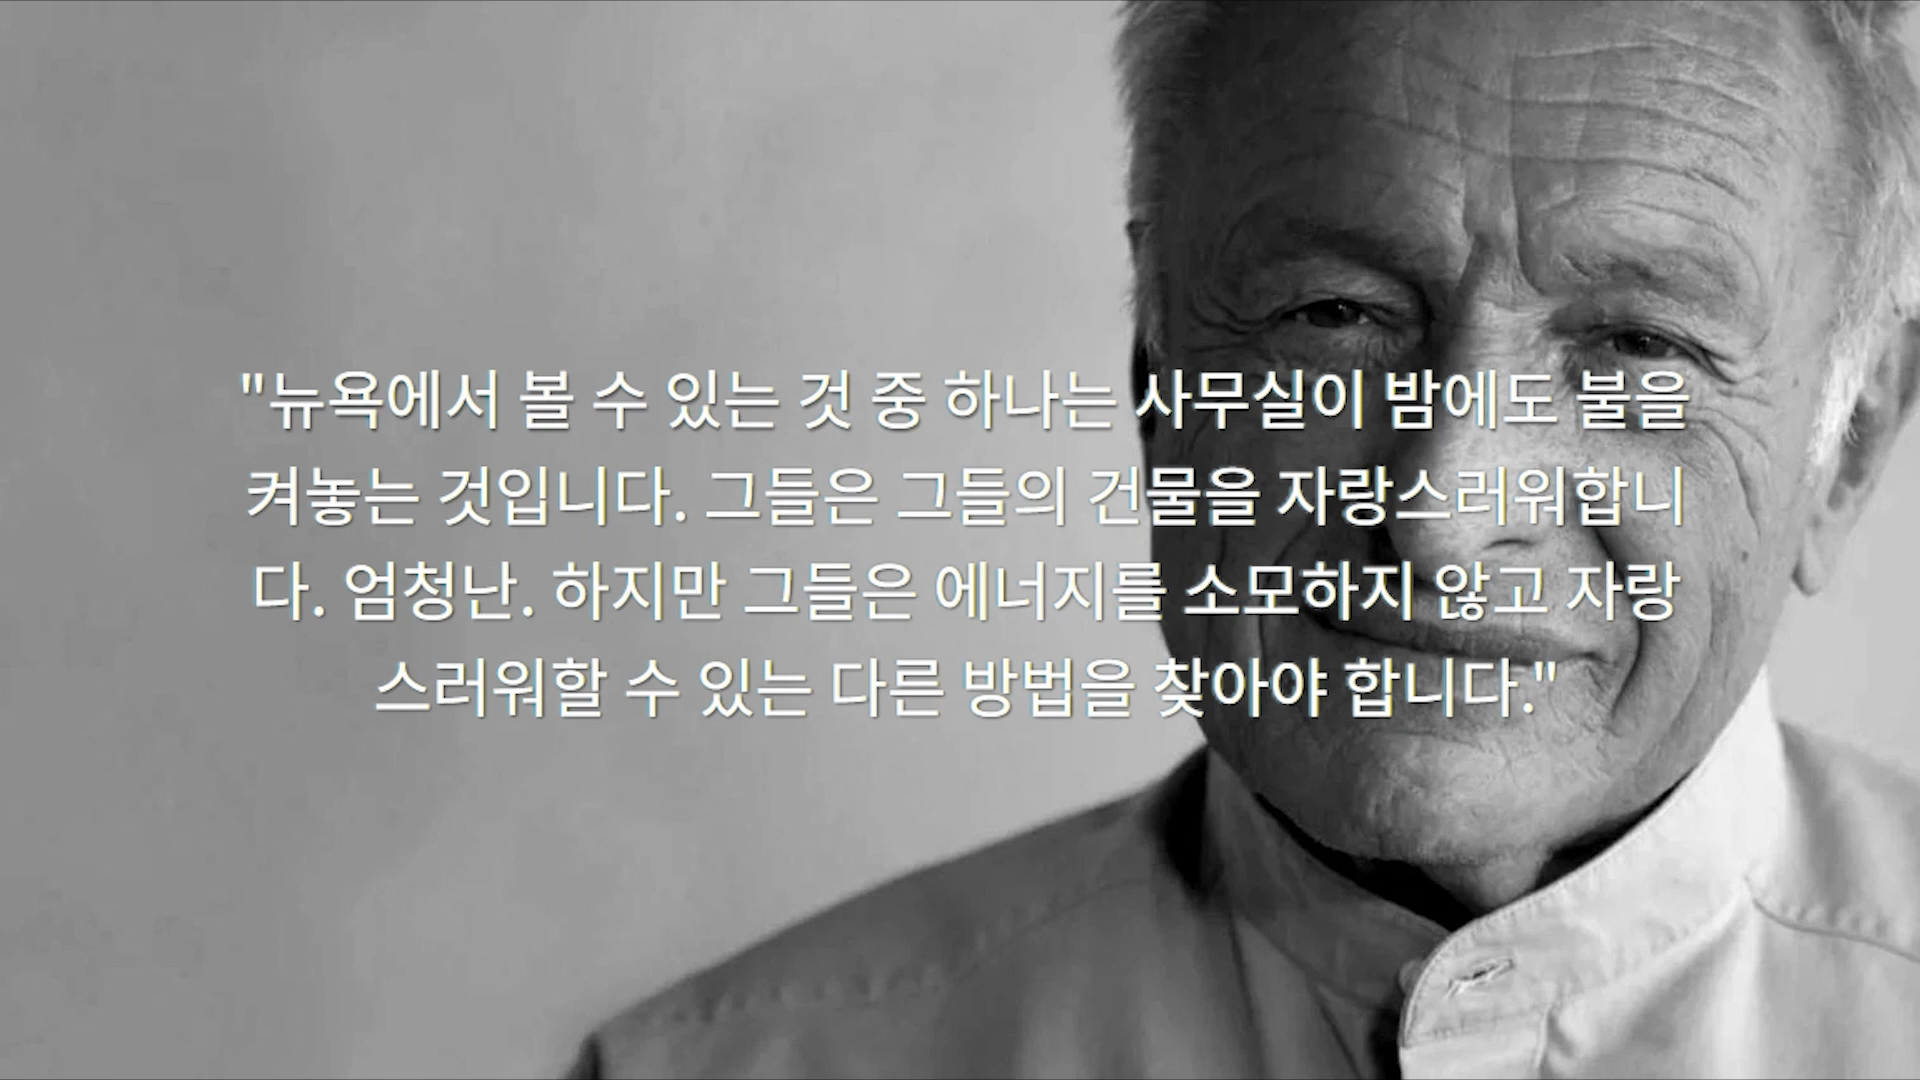 "뉴욕에서 볼 수 있는 것 중 하나는 사무실이 밤에도 불을
켜놓는 것입니다. 그들은 그들의 건물을 자랑스러워합니
다. 엄청난. 하지만 그들은 에너지를 소모하지 않고 자랑
스러워할 수 있는 다른 방법을 찾아야 합니다."